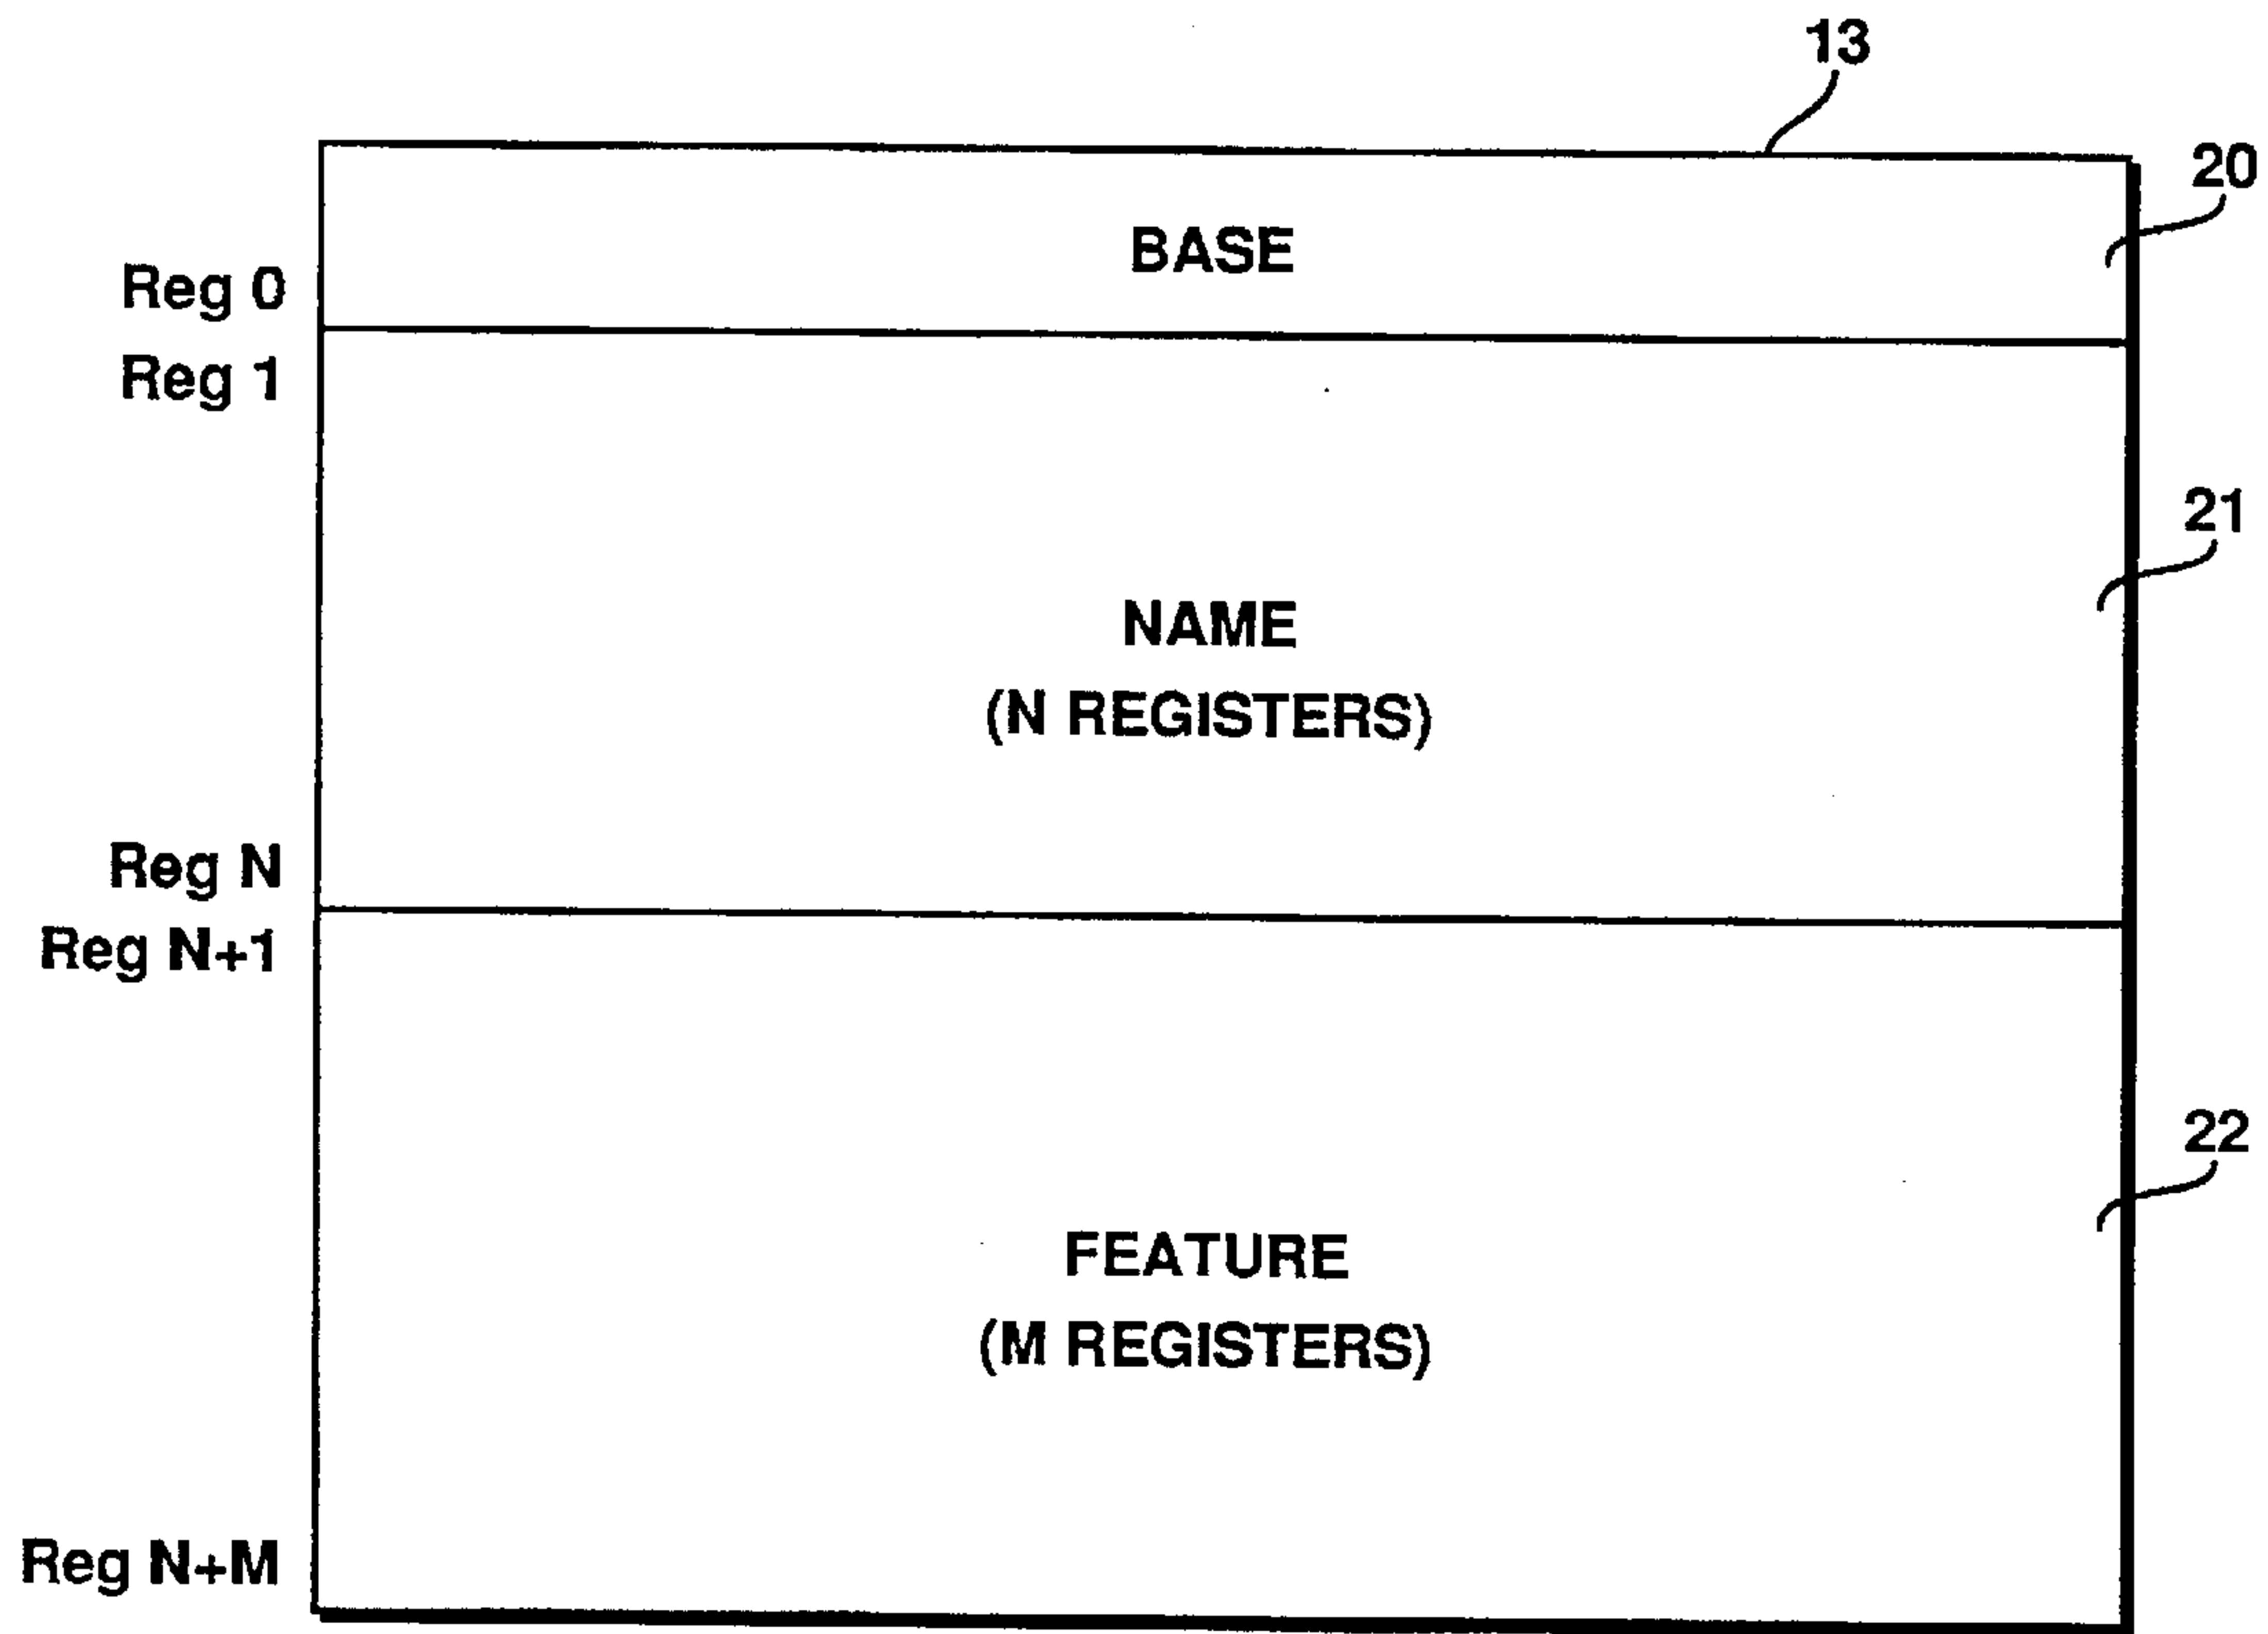 13
20
BASE
Reg 0
Reg 1
21
NAME
(N REGISTERS)
Reg N
Reg N+1
22
FEATURE
(M REGISTERS)
Reg N+M